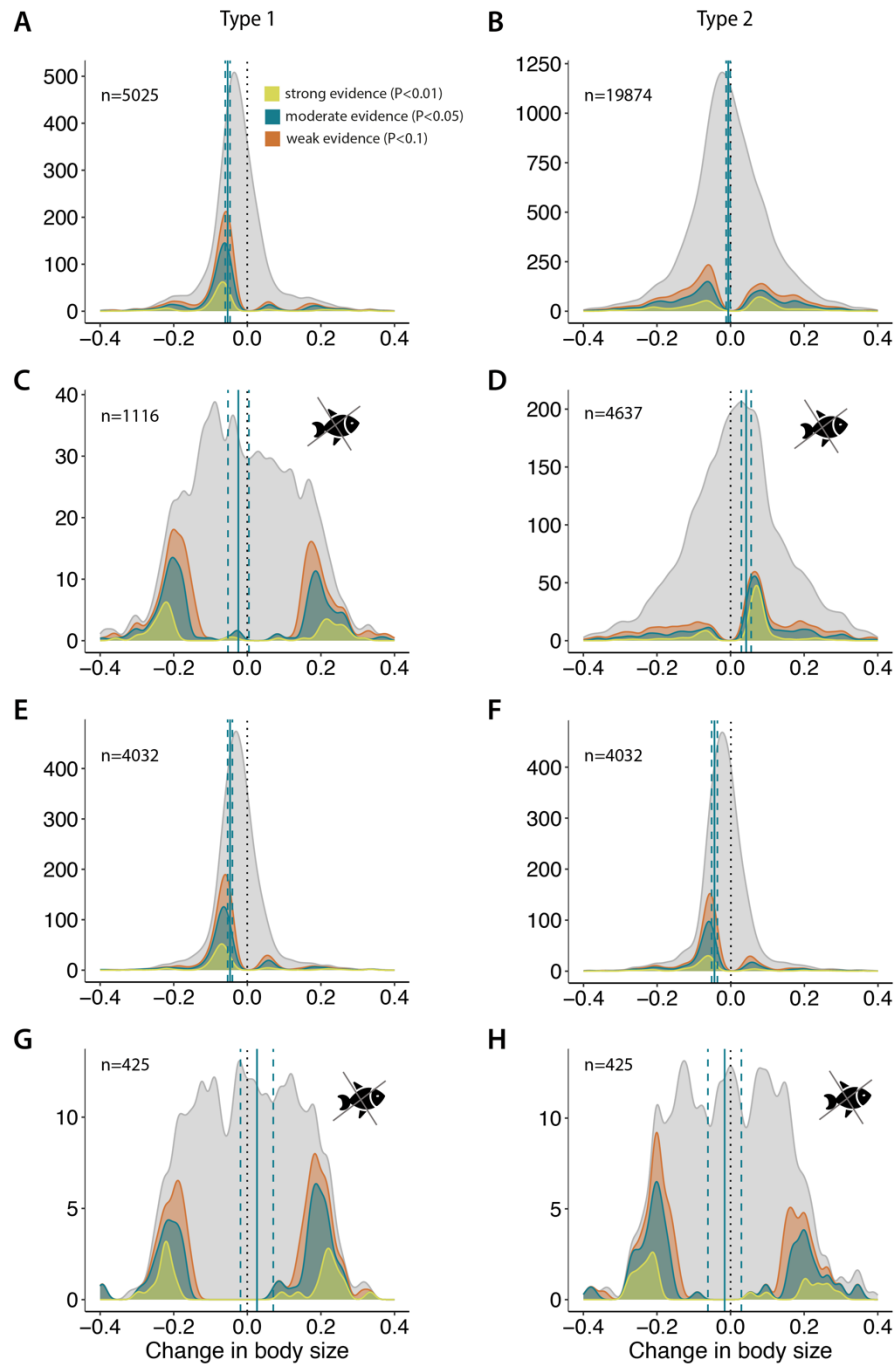 Type 1
Type 2
A
B
500
400
300
200
100
0
n=5025
strong evidence (P<0.01)
moderate evidence (P<0.05)
weak evidence (P<0.1)
−0.4 −0.2 0.0 0.2 0.4
1250
1000
750
500
250
0
n=19874
−0.4 −0.2 0.0 0.2 0.4
C
D
40
30
20
10
0
n=1116
−0.4 −0.2 0.0 0.2 0.4
200
150
100
50
0
n=4637
−0.4 −0.2 0.0 0.2 0.4
E
F
400
300
200
100
0
n=4032
−0.4 −0.2 0.0 0.2 0.4
400
300
200
100
0
n=4032
−0.4 −0.2 0.0 0.2 0.4
G
H
10
5
0
n=425
−0.4 −0.2 0.0 0.2 0.4
Change in body size
10
5
0
n=425
−0.4 −0.2 0.0 0.2 0.4
Change in body size